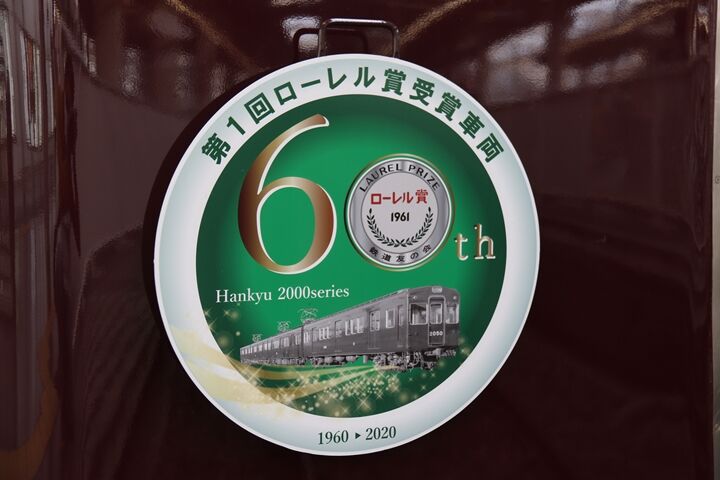 第1回ローレル賞受賞車両
60th
LAUREL PRIZE
ローレル賞
1961
鉄道友の会
Hankyu 2000series
2050
1960 ▶ 2020